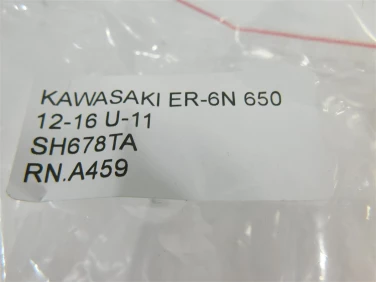 KAWASAKI ER-6N 650
12-16 U-11
SH678TA
RN.A459